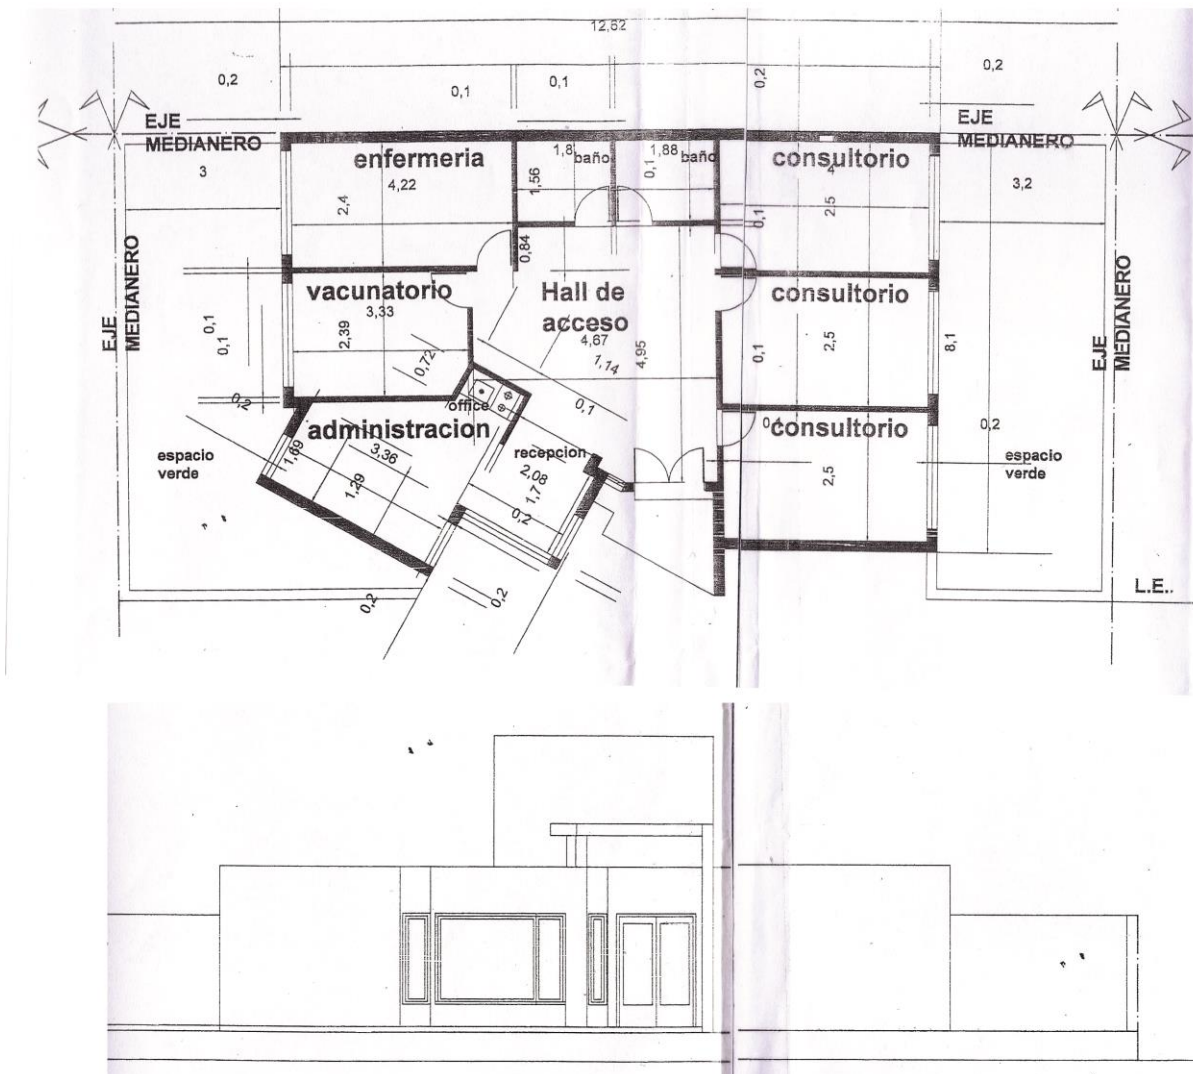 12,62
0,2
0,1
0,1
0,2
0,2
EJE
MEDIANERO
EJE
MEDIANERO
enfermeria
1,8
baño
1,88
baño
consultorio
3
4,22
1,56
0,1
4
3,2
2,4
2,5
0,1
0,84
EJE
MEDIANERO
vacunatorio
Hall de
acceso
consultorio
EJE
MEDIANERO
3,33
4,67
0,1
0,1
2,39
0,72
1,14
4,95
0,1
2,5
8,1
0,2
office
0,1
administracion
consultorio
0,2
espacio
verde
1,69
3,36
recepcion
espacio
verde
1,29
2,08
1,7
2,5
0,2
0,2
0,2
L.E.